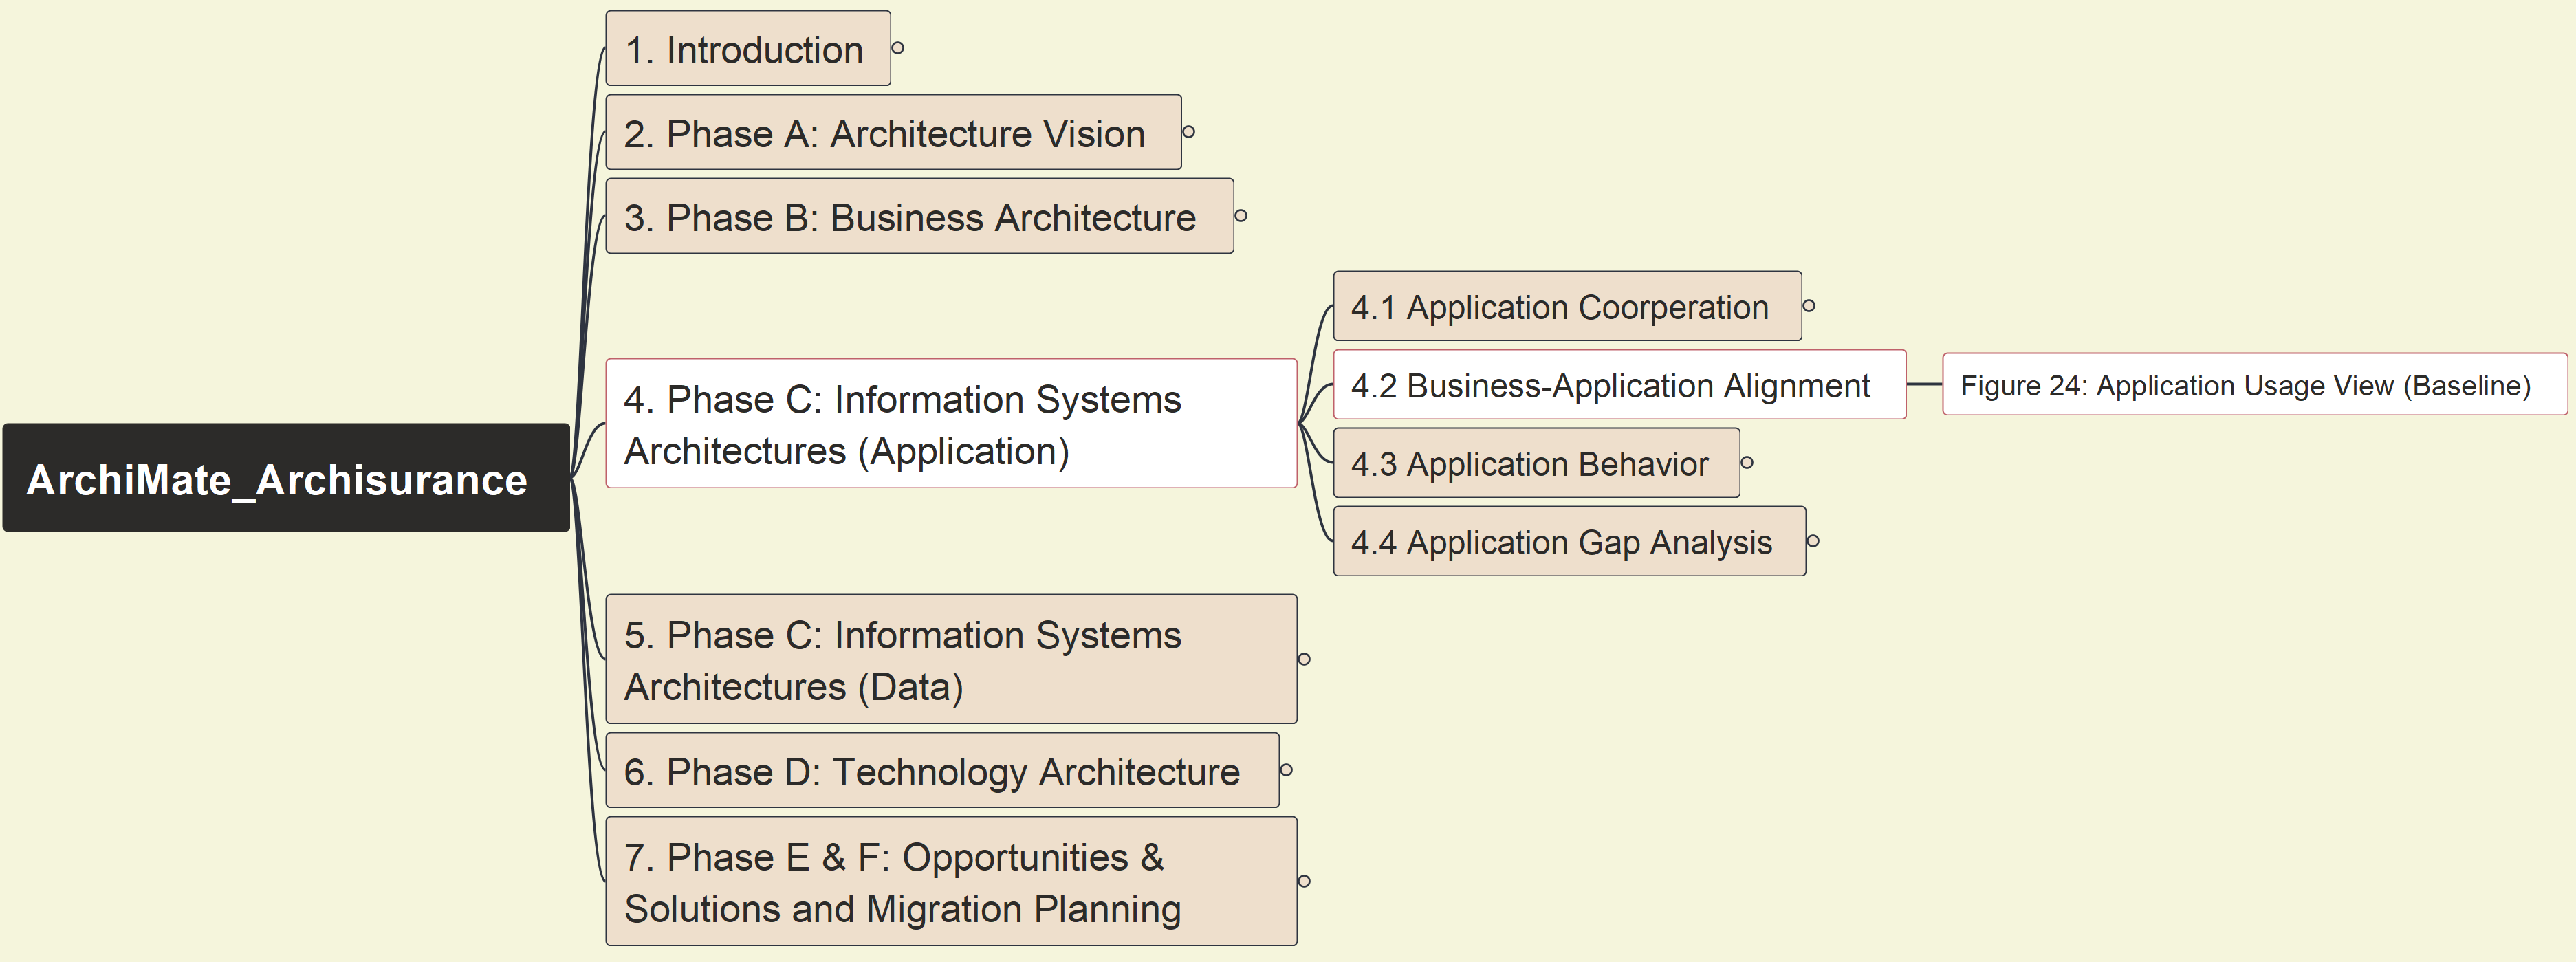 ArchiMate_Archisurance
1. Introduction
2. Phase A: Architecture Vision
3. Phase B: Business Architecture
4. Phase C: Information Systems
Architectures (Application)
4.1 Application Coorperation
4.2 Business-Application Alignment
Figure 24: Application Usage View (Baseline)
4.3 Application Behavior
4.4 Application Gap Analysis
5. Phase C: Information Systems
Architectures (Data)
6. Phase D: Technology Architecture
7. Phase E & F: Opportunities &
Solutions and Migration Planning